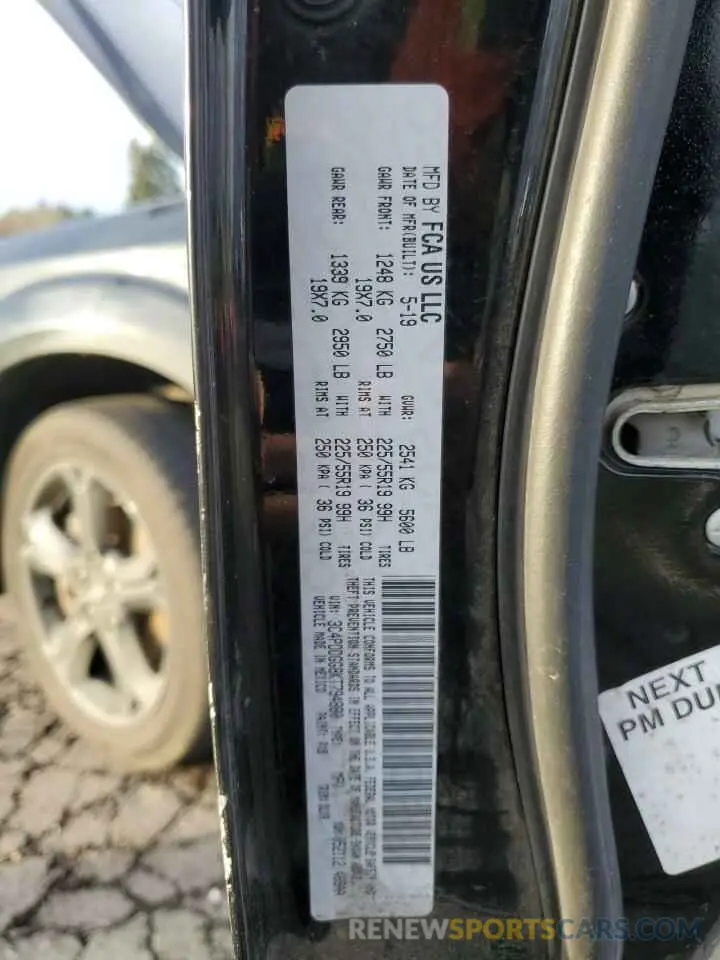 MFD BY FCA US LLC
DATE OF MFR(BUILT): 5-19
GVWR: 2541 KG 5600 LB
GAWR FRONT: 1248 KG 2750 LB WITH 225/55R19 99H TIRES
19X7.0 RIMS AT 250 KPA ( 36 PSI) COLD
GAWR REAR: 1339 KG 2950 LB WITH 225/55R19 99H TIRES
19X7.0 RIMS AT 250 KPA ( 36 PSI) COLD
THIS VEHICLE CONFORMS TO ALL APPLICABLE U.S.A. FEDERAL MOTOR VEHICLE SAFETY AND
THEFT PREVENTION STANDARDS IN EFFECT ON THE DATE OF MANUFACTURE SHOWN ABOVE.
VIN: TYPE: MPV
VEHICLE MADE IN MEXICO
NEXT
PM DU
RENEWSPORTSCARS.COM